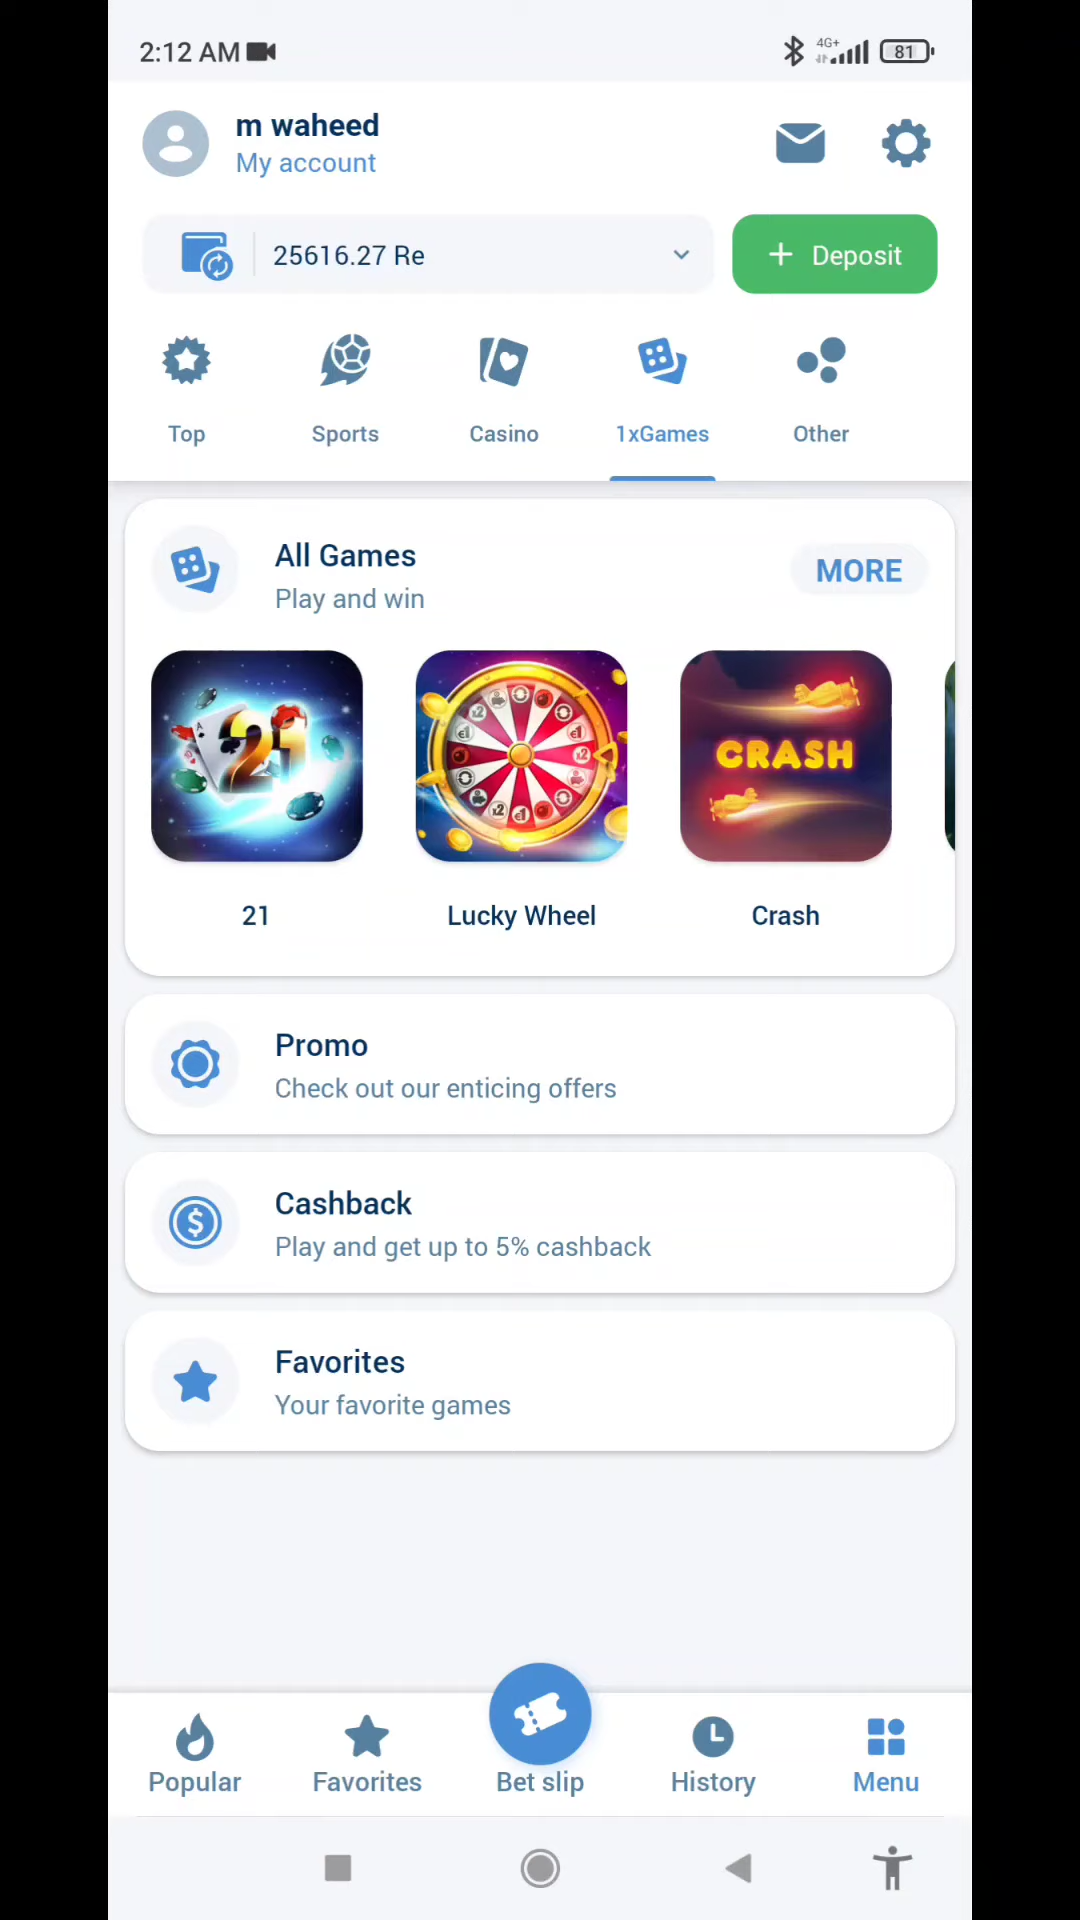 2:12 AM
4G+
81
m waheed
My account
25616.27 Re
+ Deposit
Top
Sports
Casino
1xGames
Other
All Games
Play and win
MORE
21
CRASH
21
Lucky Wheel
Crash
Promo
Check out our enticing offers
Cashback
Play and get up to 5% cashback
Favorites
Your favorite games
Popular
Favorites
Bet slip
History
Menu